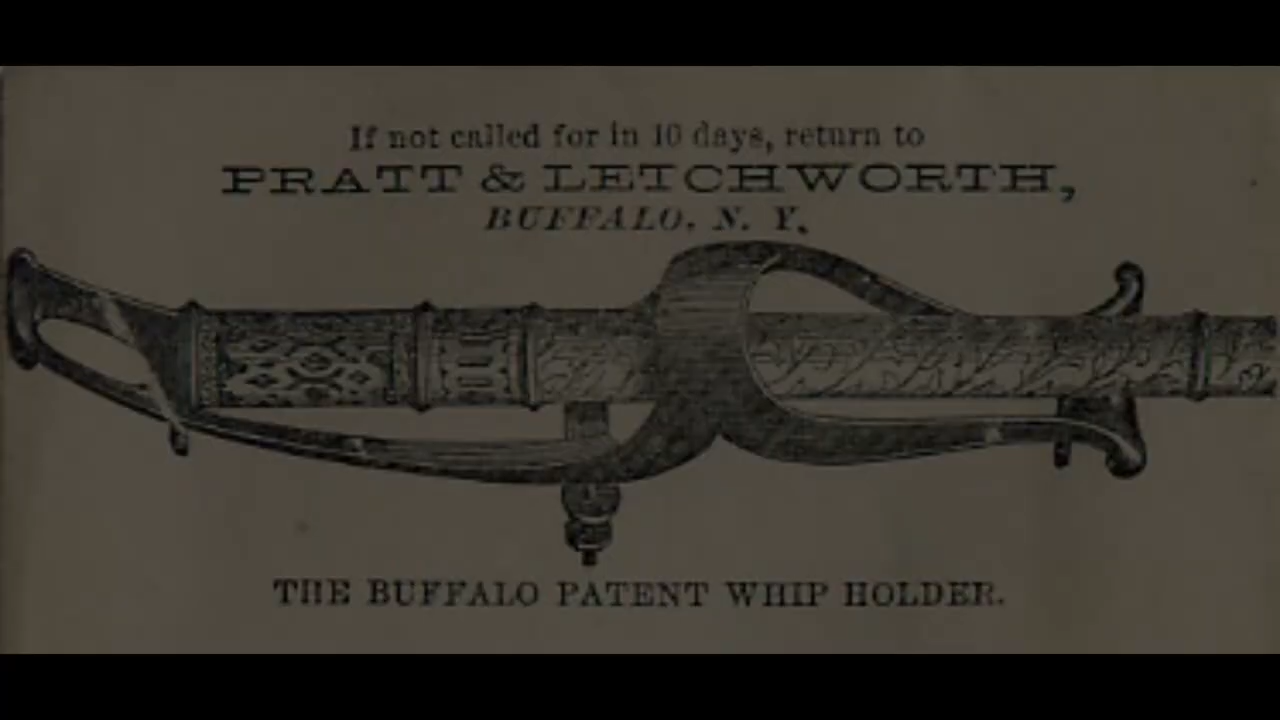 If not called for in 10 days, return to
PRATT & LETCHWORTH,
BUFFALO, N. Y.
THE BUFFALO PATENT WHIP HOLDER.